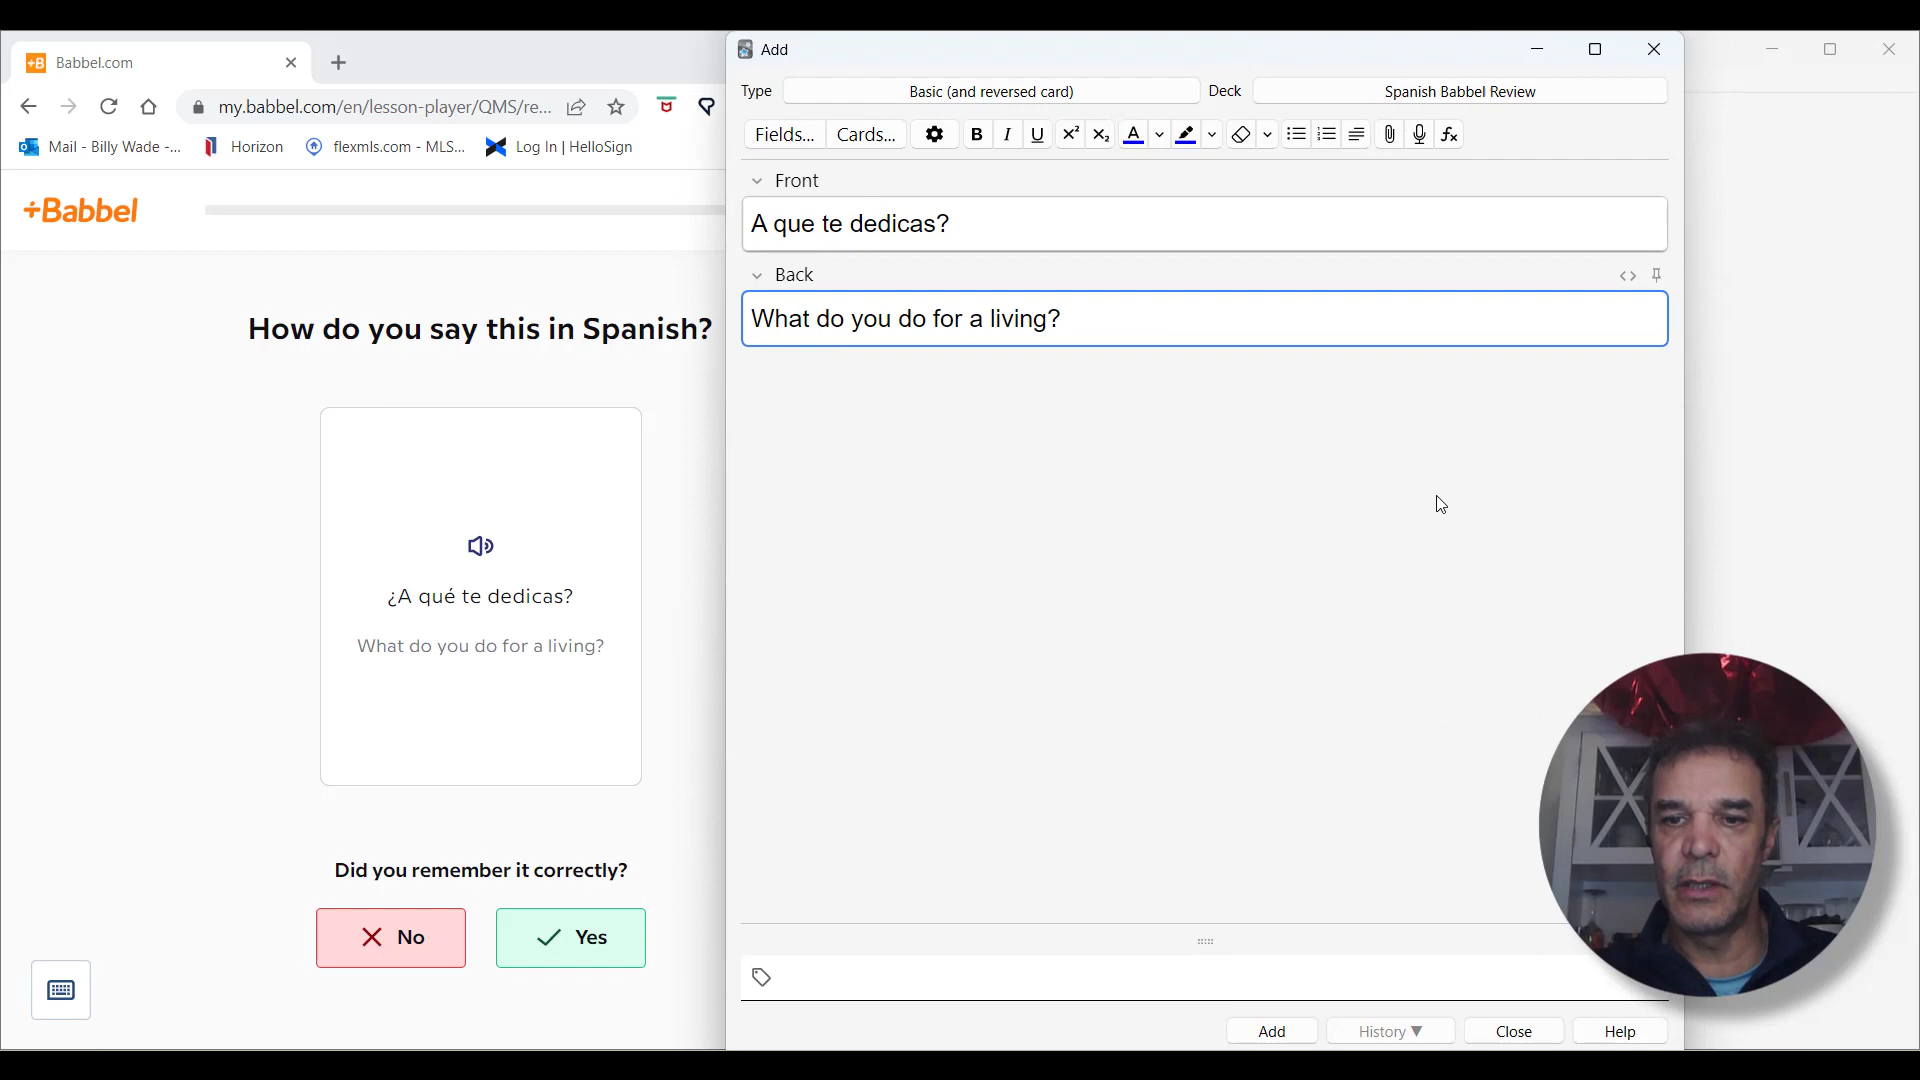 Babbel.com
my.babbel.com/en/lesson-player/QMS/re...
Mail - Billy Wade -...
Horizon
flexmls.com - MLS...
Log In | HelloSign
+Babbel
How do you say this in Spanish?
¿A qué te dedicas?
What do you do for a living?
Did you remember it correctly?
No
Yes
Add
Type
Basic (and reversed card)
Deck
Spanish Babbel Review
Fields...
Cards...
B
I
U
x²
x₂
A
fx
Front
A que te dedicas?
Back
What do you do for a living?
Add
History ▼
Close
Help